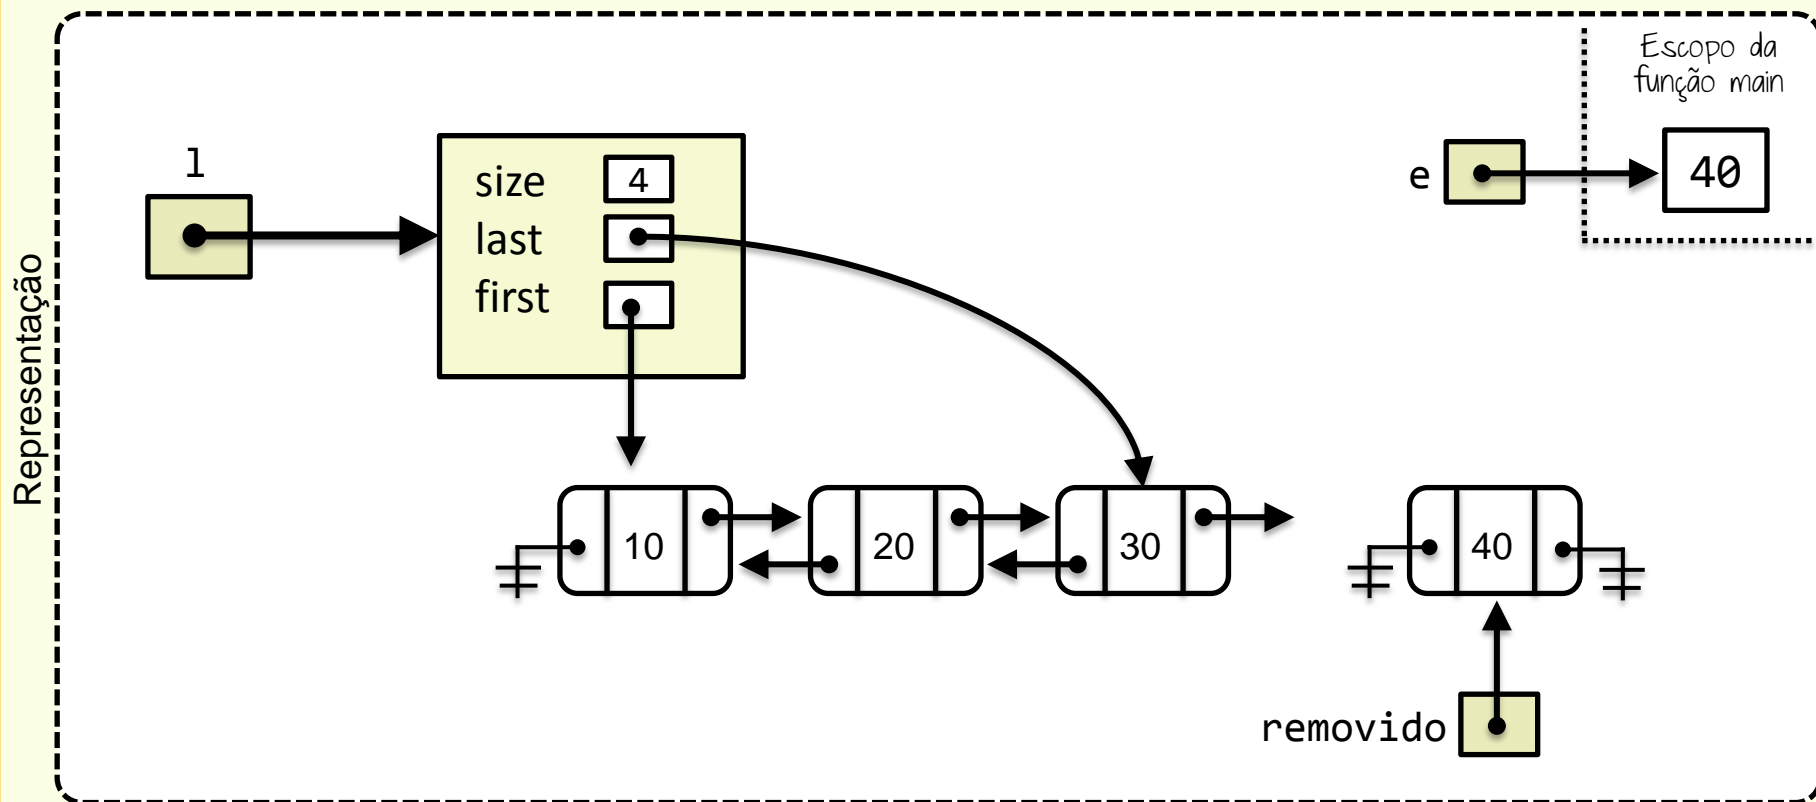 Representação
Escopo da
função main
l
size 4
last
first
e
40
10
20
30
40
removido